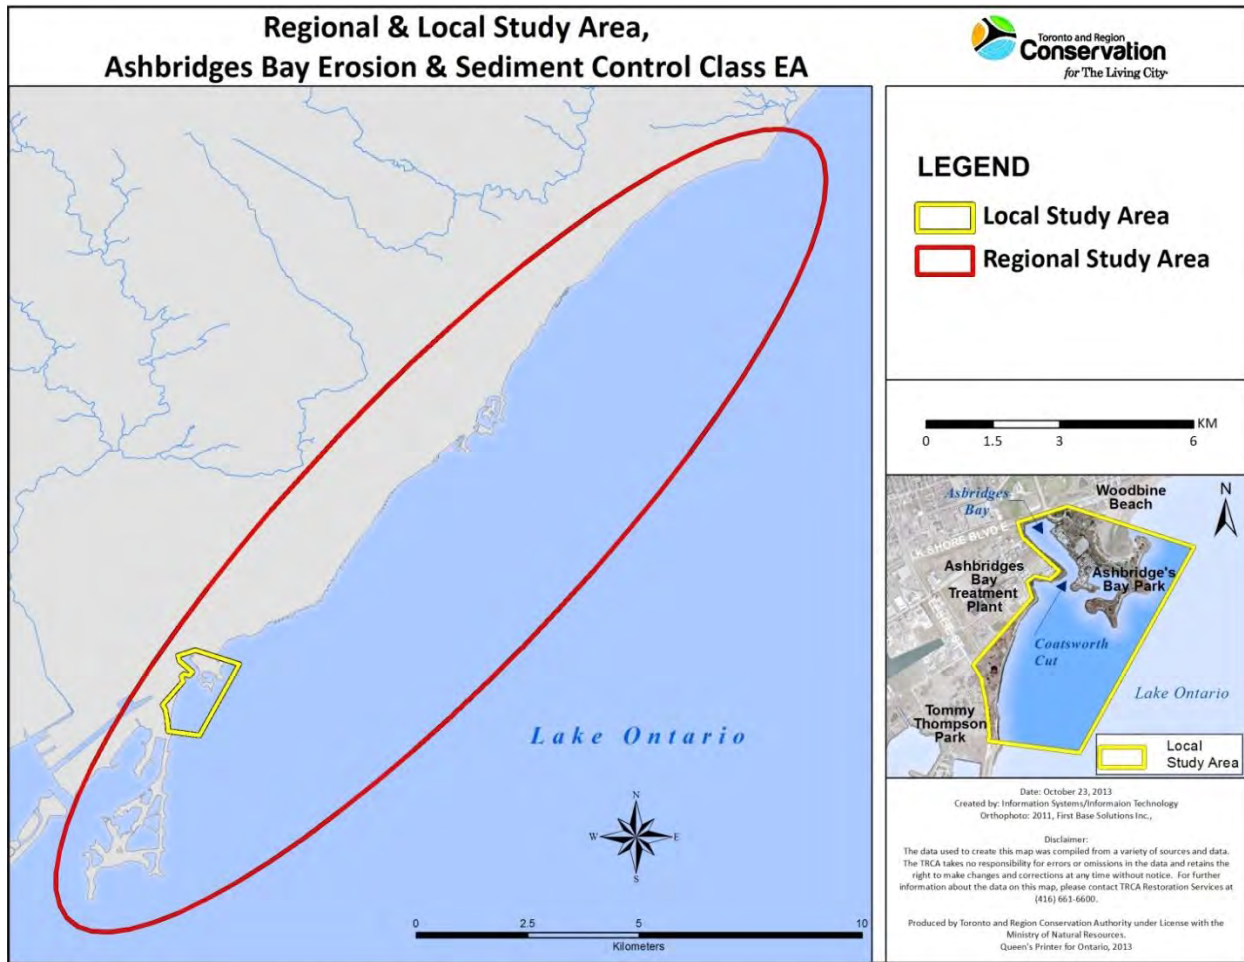 Regional & Local Study Area,
Ashbridges Bay Erosion & Sediment Control Class EA
Toronto and Region
Conservation
for The Living City
LEGEND
Local Study Area
Regional Study Area
KM
0 1.5 3 6
Asbridges
Bay
Woodbine
Beach
N
LK SHORE BLVD E
Ashbridges
Bay
Treatment
Plant
Ashbridge's
Bay Park
Coatsworth
Cut
Lake Ontario
Tommy
Thompson
Park
Local
Study Area
Lake Ontario
N
W E
S
0 5 10
Kilometers
Date: October 23, 2013
Created by: Information Systems/Informaion Technology
Orthophoto: 2011, First Base Solutions Inc.,
Disclaimer:
The data used to create this map was compiled from a variety of sources and data.
The TRCA takes no responsibility for errors or omissions in the data and retains the
right to make changes and corrections at any time without notice. For further
information about the data on this map, please contact TRCA Restoration Services at
(416) 661-6600.
Produced by Toronto and Region Conservation Authority under License with the
Ministry of Natural Resources.
Queen's Printer for Ontario, 2013